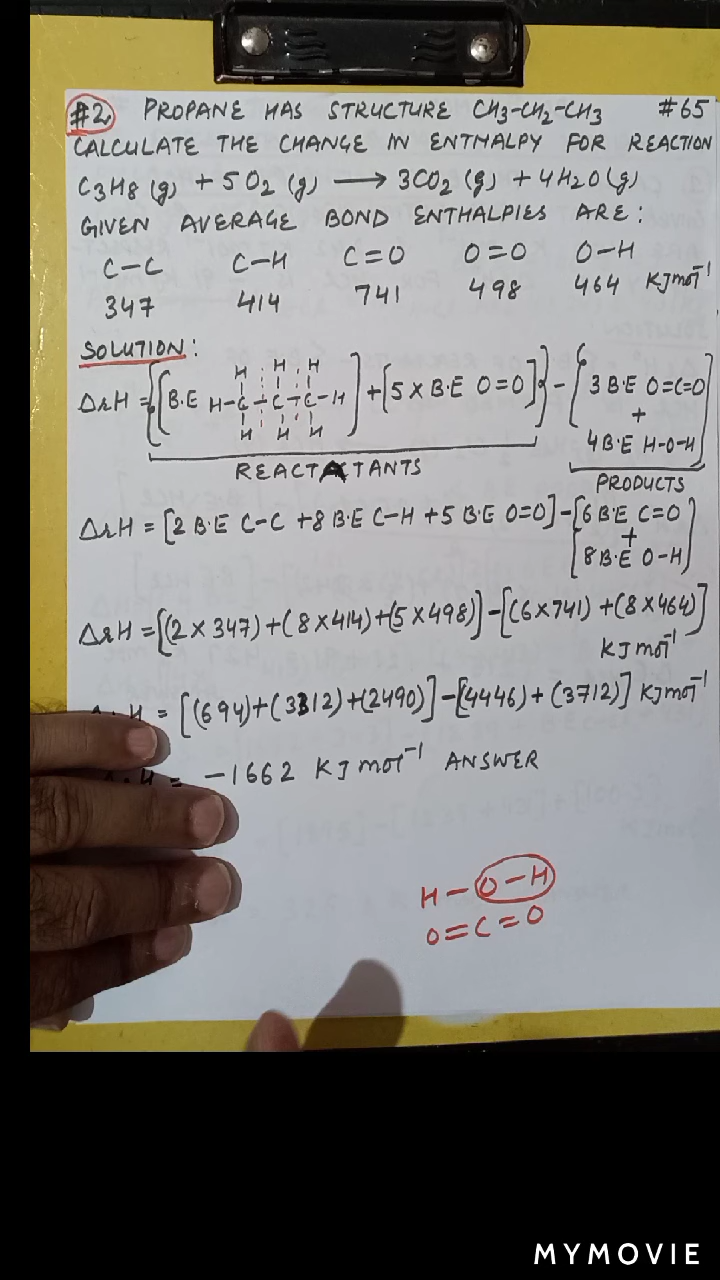 #2 PROPANE HAS STRUCTURE CH3-CH2-CH3 #65
CALCULATE THE CHANGE IN ENTHALPY FOR REACTION
C3H8 (g) + 5O2 (g) ⟶ 3CO2 (g) + 4H2O (g)
GIVEN AVERAGE BOND ENTHALPIES ARE :
C-C C-H C=O O=O O-H
347 414 741 498 464 KJmol⁻¹
SOLUTION :
H H H
ΔrH = {[B.E H-C-C-C-H] + [5 X B.E O=O]} - [3 B.E O=C=O
H H H
+
4 B.E H-O-H]
REACTANTS
PRODUCTS
ΔrH = [2 B.E C-C + 8 B.E C-H + 5 B.E O=O] - [6 B.E C=O
+
8 B.E O-H]
ΔrH = [(2 X 347) + (8 X 414) + (5 X 498)] - [(6 X 741) + (8 X 464)]
KJ mol⁻¹
H = [(694) + (3312) + (2490)] - [4446) + (3712)] KJ mol⁻¹
H = -1662 KJ mol⁻¹ ANSWER
H-O-H
O=C=O
MYMOVIE